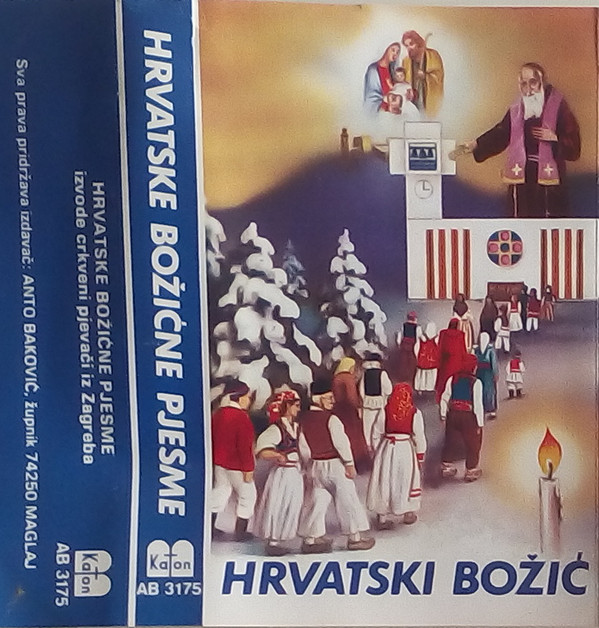 Sva prava pridržava izdavač: ANTO BAKOVIĆ, župnik 74250 MAGLAJ
HRVATSKE BOŽIĆNE PJESME
izvode crkveni pjevači iz Zagreba
Katon
AB 3175
HRVATSKE BOŽIĆNE PJESME
Katon
AB 3175
HRVATSKI BOŽIĆ